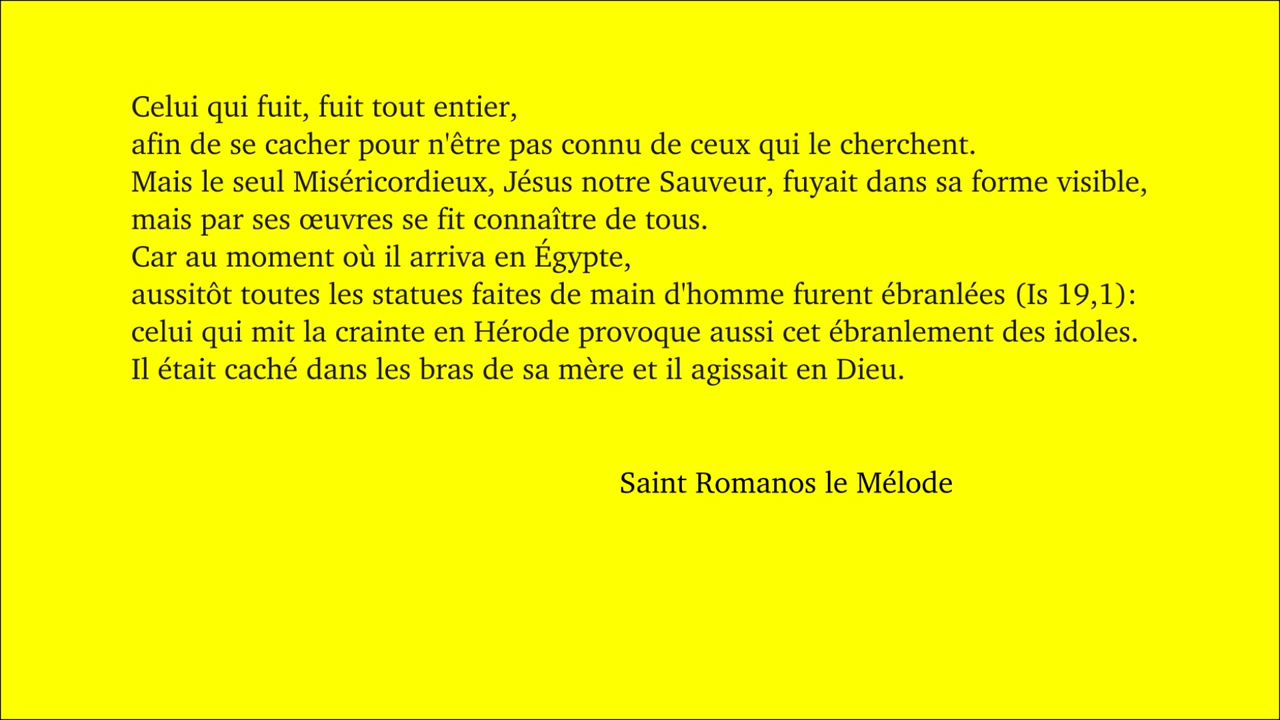 Celui qui fuit, fuit tout entier,
afin de se cacher pour n'être pas connu de ceux qui le cherchent.
Mais le seul Miséricordieux, Jésus notre Sauveur, fuyait dans sa forme visible,
mais par ses œuvres se fit connaître de tous.
Car au moment où il arriva en Égypte,
aussitôt toutes les statues faites de main d'homme furent ébranlées (Is 19,1):
celui qui mit la crainte en Hérode provoque aussi cet ébranlement des idoles.
Il était caché dans les bras de sa mère et il agissait en Dieu.
Saint Romanos le Mélode